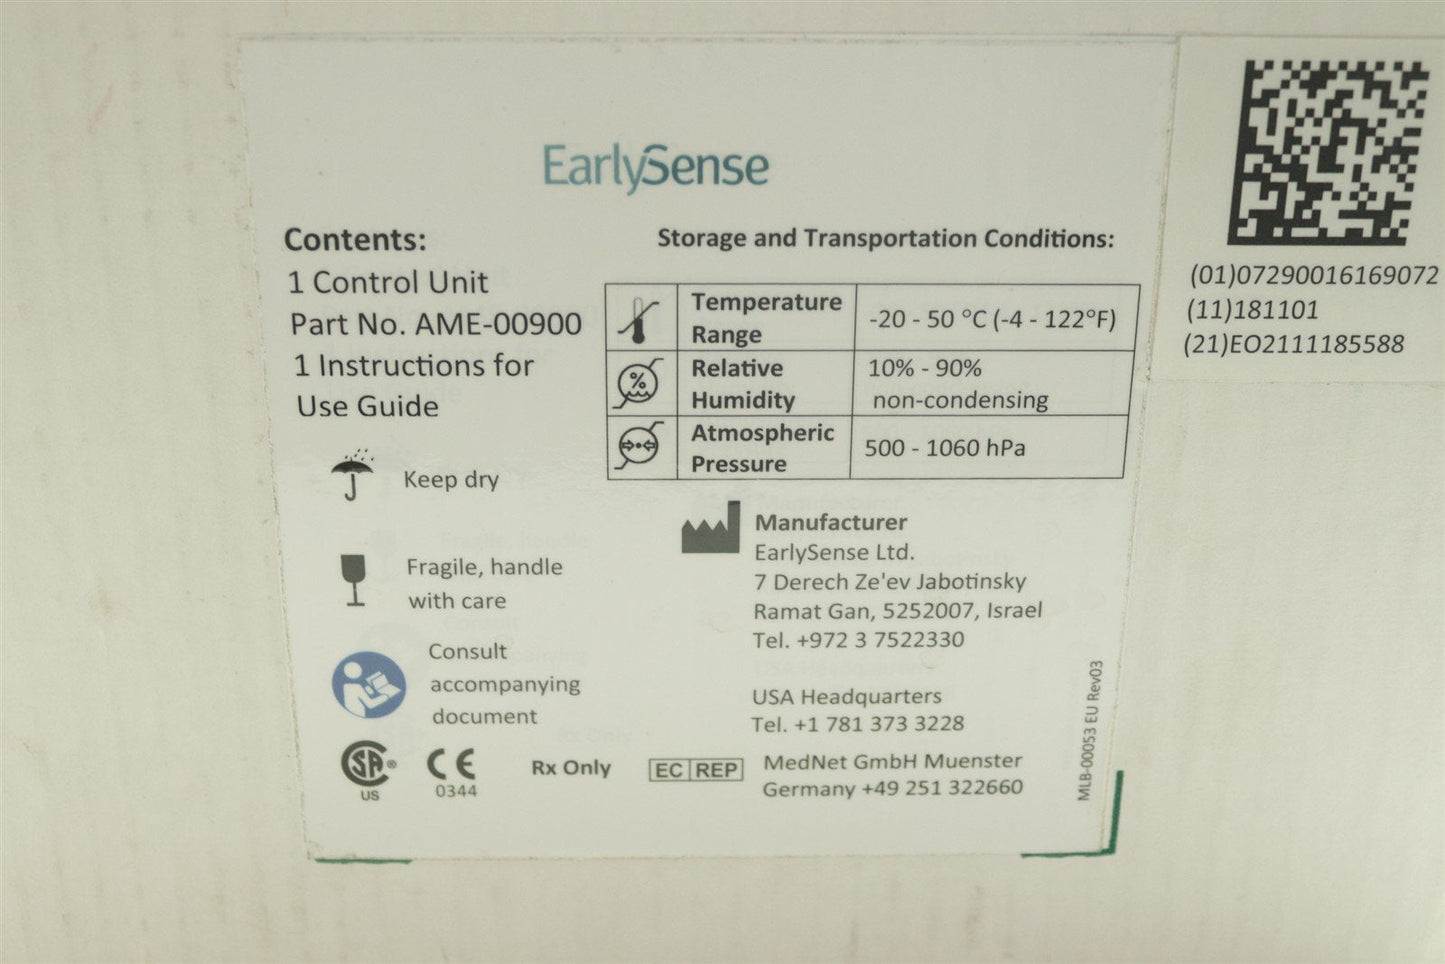 EarlySense
Contents:
1 Control Unit
Part No. AME-00900
1 Instructions for
Use Guide
Keep dry
Fragile, handle
with care
Consult
accompanying
document
Storage and Transportation Conditions:
Temperature
Range
-20 - 50 °C (-4 - 122°F)
%
Relative
Humidity
10% - 90%
non-condensing
Atmospheric
Pressure
500 - 1060 hPa
Manufacturer
EarlySense Ltd.
7 Derech Ze'ev Jabotinsky
Ramat Gan, 5252007, Israel
Tel. +972 3 7522330
USA Headquarters
Tel. +1 781 373 3228
SA®
US
CE
0344
Rx Only
EC REP
MedNet GmbH Muenster
Germany +49 251 322660
MLB-00053 EU Rev03
(01)07290016169072
(11)181101
(21)EO2111185588